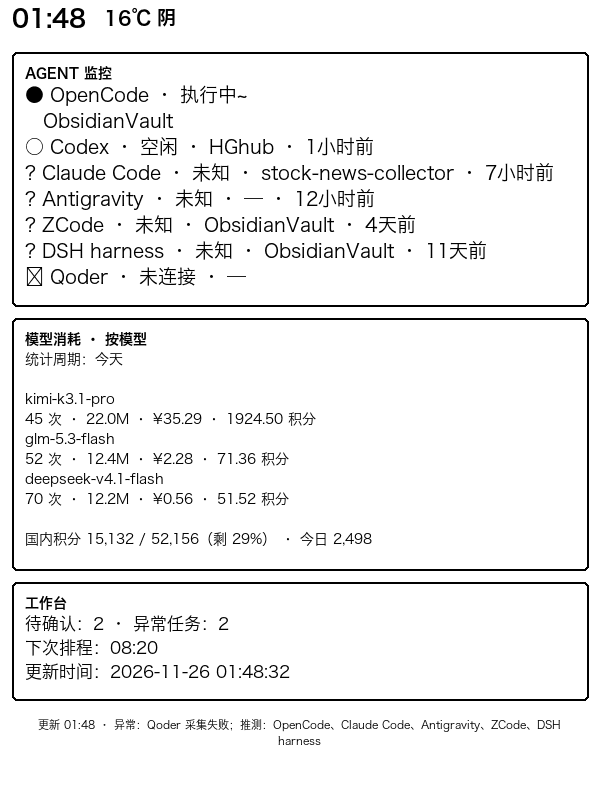 01:48 16℃ 阴
AGENT 监控
● OpenCode · 执行中~
ObsidianVault
○ Codex · 空闲 · HGhub · 1小时前
? Claude Code · 未知 · stock-news-collector · 7小时前
? Antigravity · 未知 · — · 12小时前
? ZCode · 未知 · ObsidianVault · 4天前
? DSH harness · 未知 · ObsidianVault · 11天前
☒ Qoder · 未连接 · —
模型消耗 · 按模型
统计周期：今天
kimi-k3.1-pro
45 次 · 22.0M · ¥35.29 · 1924.50 积分
glm-5.3-flash
52 次 · 12.4M · ¥2.28 · 71.36 积分
deepseek-v4.1-flash
70 次 · 12.2M · ¥0.56 · 51.52 积分
国内积分 15,132 / 52,156（剩 29%） · 今日 2,498
工作台
待确认：2 · 异常任务：2
下次排程：08:20
更新时间：2026-11-26 01:48:32
更新 01:48 · 异常：Qoder 采集失败；推测：OpenCode、Claude Code、Antigravity、ZCode、DSH
harness